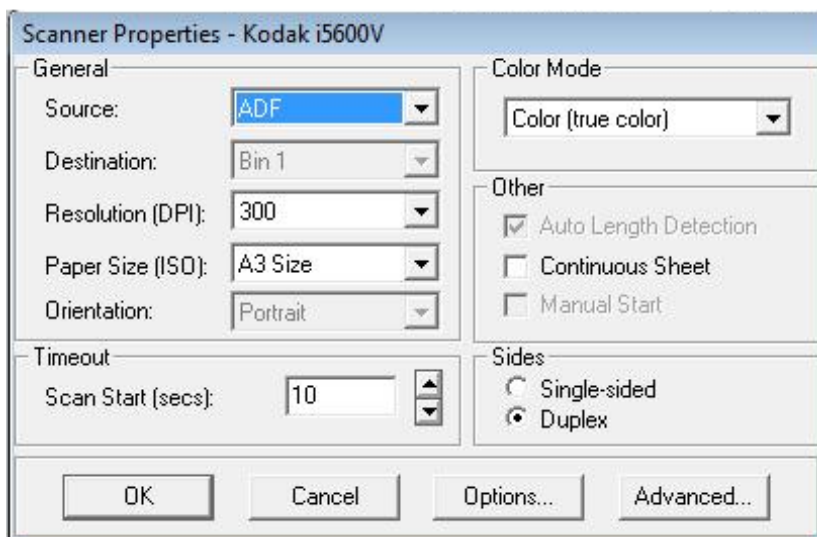 Scanner Properties - Kodak i5600V
General
Source: ADF
Destination: Bin 1
Resolution (DPI): 300
Paper Size (ISO): A3 Size
Orientation: Portrait
Color Mode
Color (true color)
Other
Auto Length Detection
Continuous Sheet
Manual Start
Timeout
Scan Start (secs): 10
Sides
Single-sided
Duplex
OK Cancel Options... Advanced...